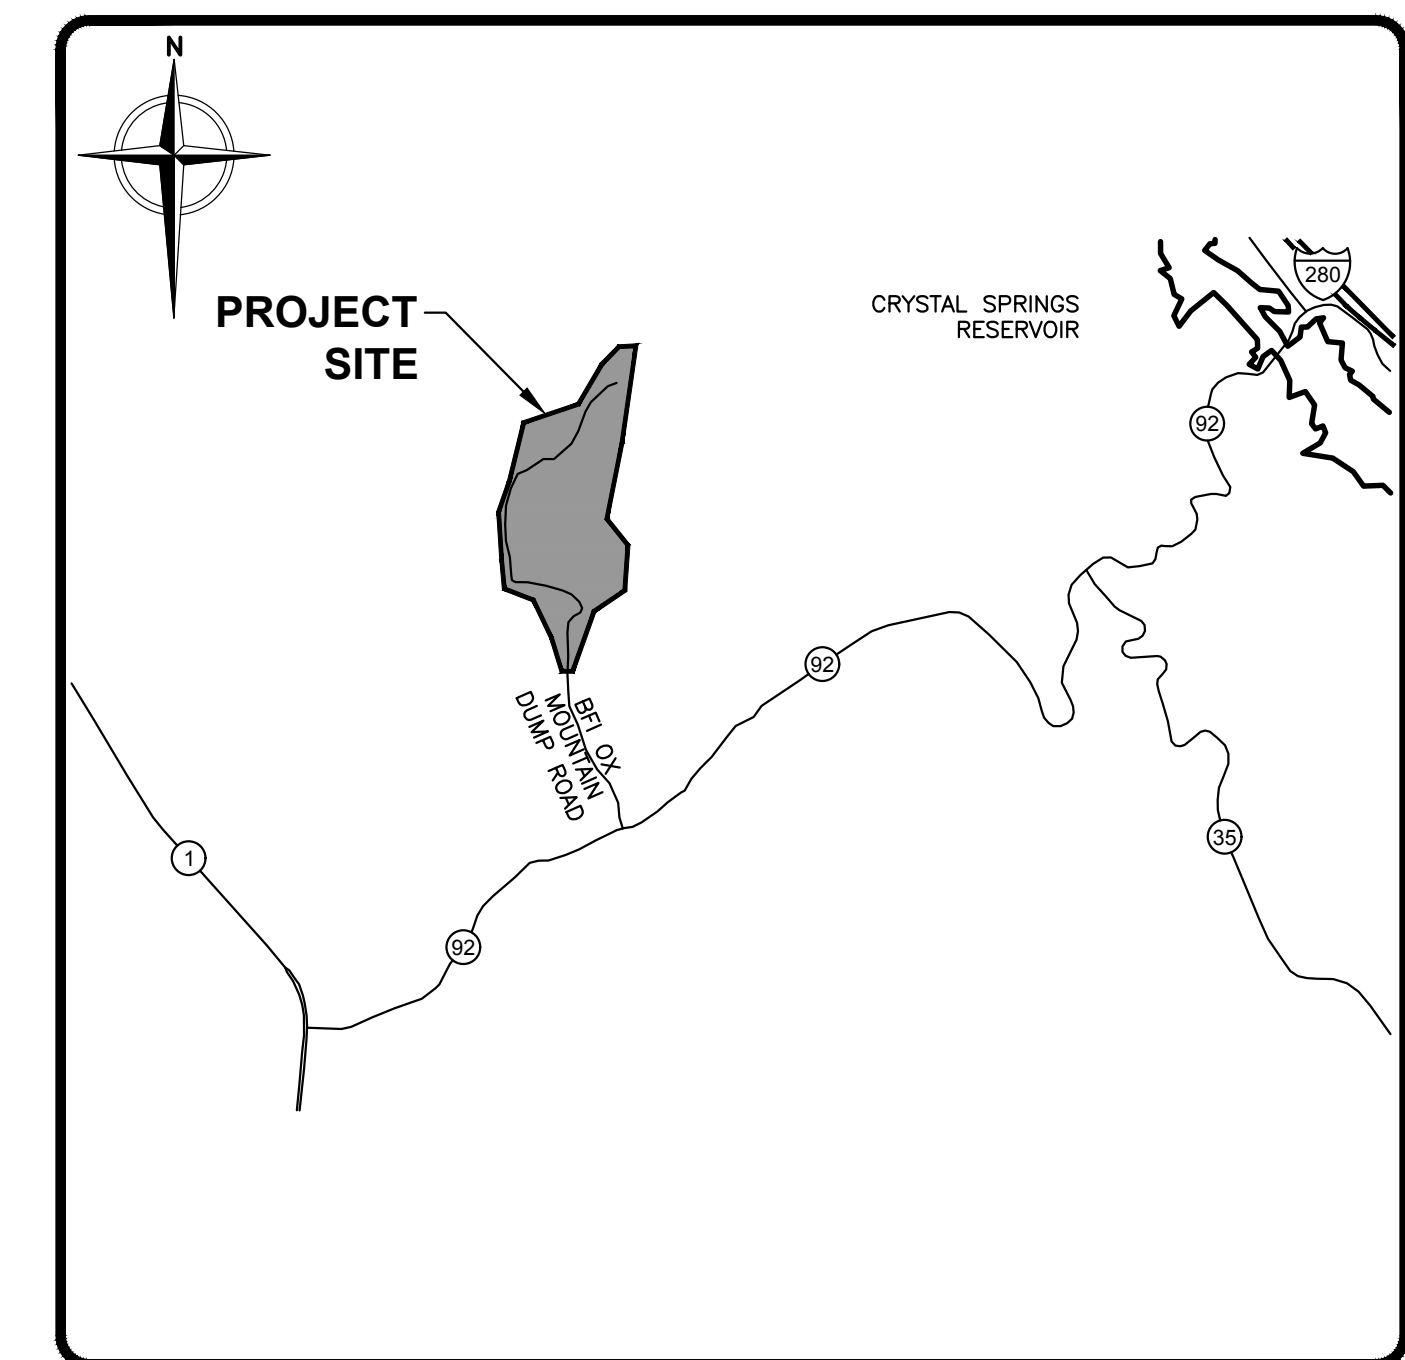 N
PROJECT
SITE
CRYSTAL SPRINGS
RESERVOIR
280
92
92
BFI OX
MOUNTAIN
DUMP ROAD
35
1
92